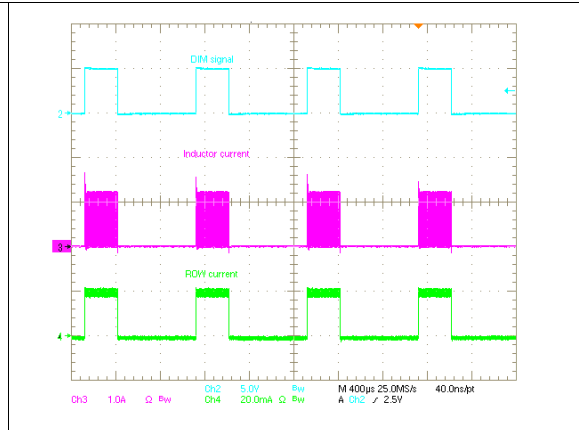 DIM signal
2
Inductor current
3
ROW current
4
Ch2 5.0V Bw M 400µs 25.0MS/s 40.0ns/pt
Ch3 1.0A Ω Bw Ch4 20.0mA Ω Bw A Ch2 / 2.5V